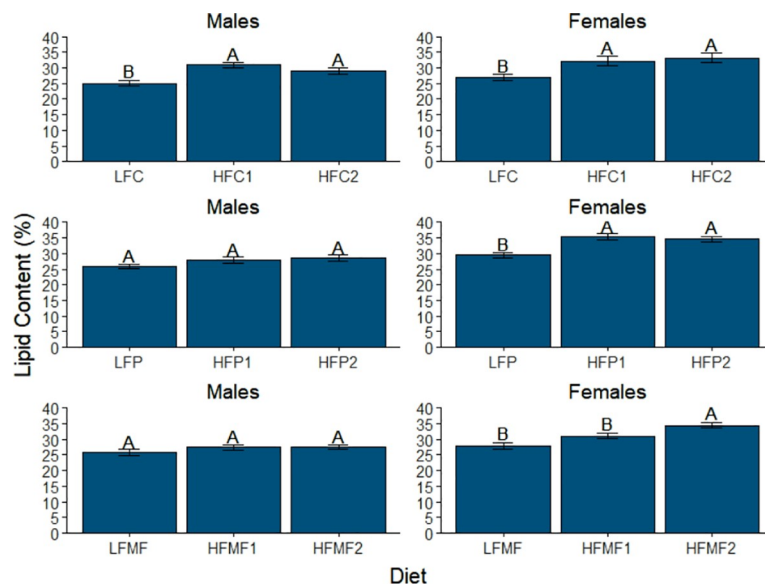 Males
Females
40
35
30
25
20
15
10
5
0
B
A
A
LFC
HFC1
HFC2
40
35
30
25
20
15
10
5
0
B
A
A
LFC
HFC1
HFC2
Lipid Content (%)
Males
Females
40
35
30
25
20
15
10
5
0
A
A
A
LFP
HFP1
HFP2
40
35
30
25
20
15
10
5
0
B
A
A
LFP
HFP1
HFP2
Males
Females
40
35
30
25
20
15
10
5
0
A
A
A
LFMF
HFMF1
HFMF2
40
35
30
25
20
15
10
5
0
B
B
A
LFMF
HFMF1
HFMF2
Diet